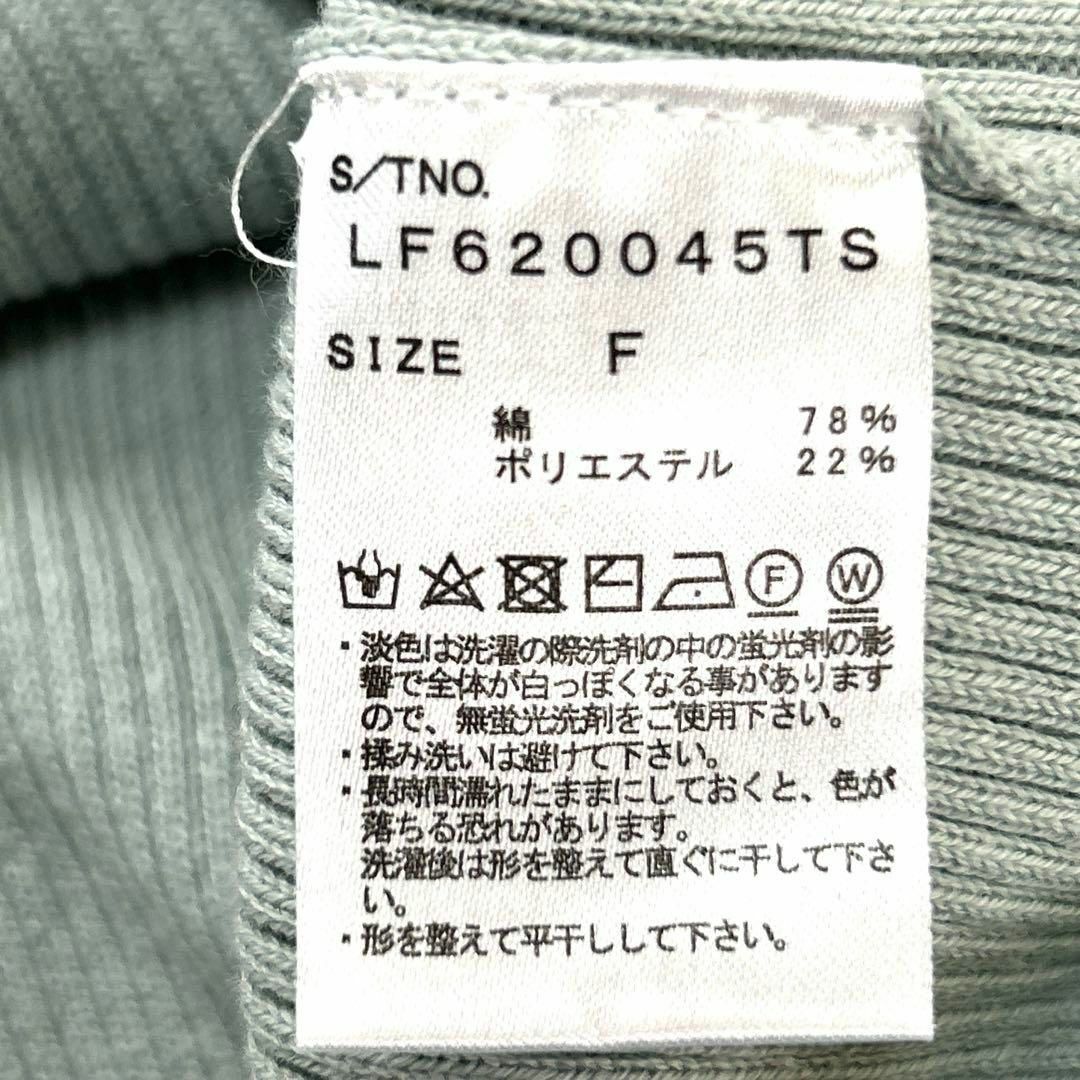 S/TNO.
LF620045TS
SIZE F
綿 78%
ポリエステル 22%
F W
・淡色は洗濯の際洗剤の中の蛍光剤の影
響で全体が白っぽくなる事があります
ので、無蛍光洗剤をご使用下さい。
・揉み洗いは避けて下さい。
・長時間濡れたままにしておくと、色が
落ちる恐れがあります。
洗濯後は形を整えて直ぐに干して下さ
い。
・形を整えて平干しして下さい。